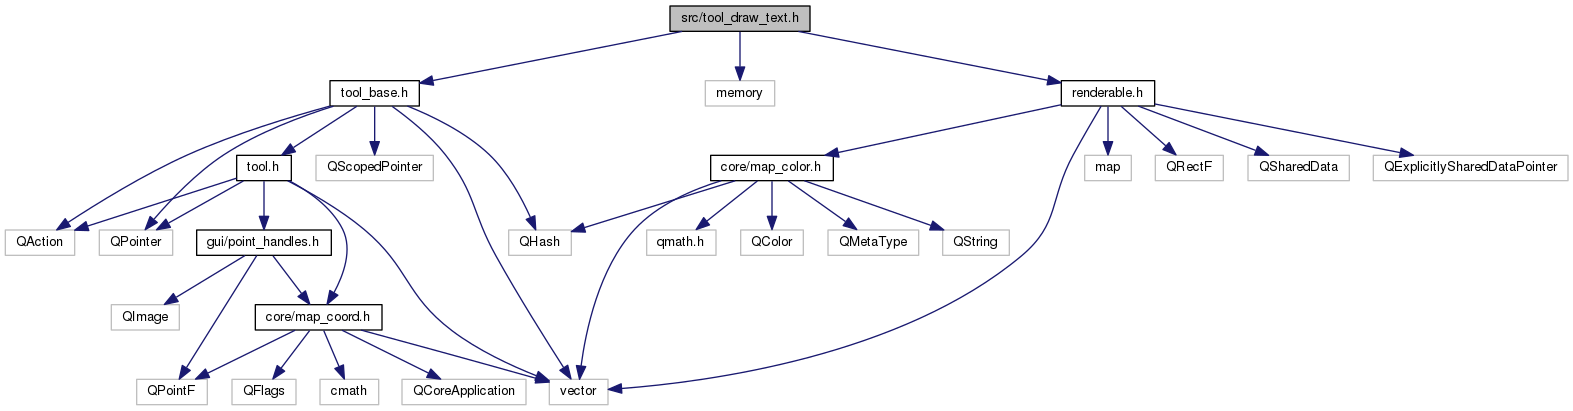 src/tool_draw_text.h
tool_base.h
memory
renderable.h
tool.h
QScopedPointer
core/map_color.h
map
QRectF
QSharedData
QExplicitlySharedDataPointer
QAction
QPointer
gui/point_handles.h
QHash
qmath.h
QColor
QMetaType
QString
QImage
core/map_coord.h
QPointF
QFlags
cmath
QCoreApplication
vector